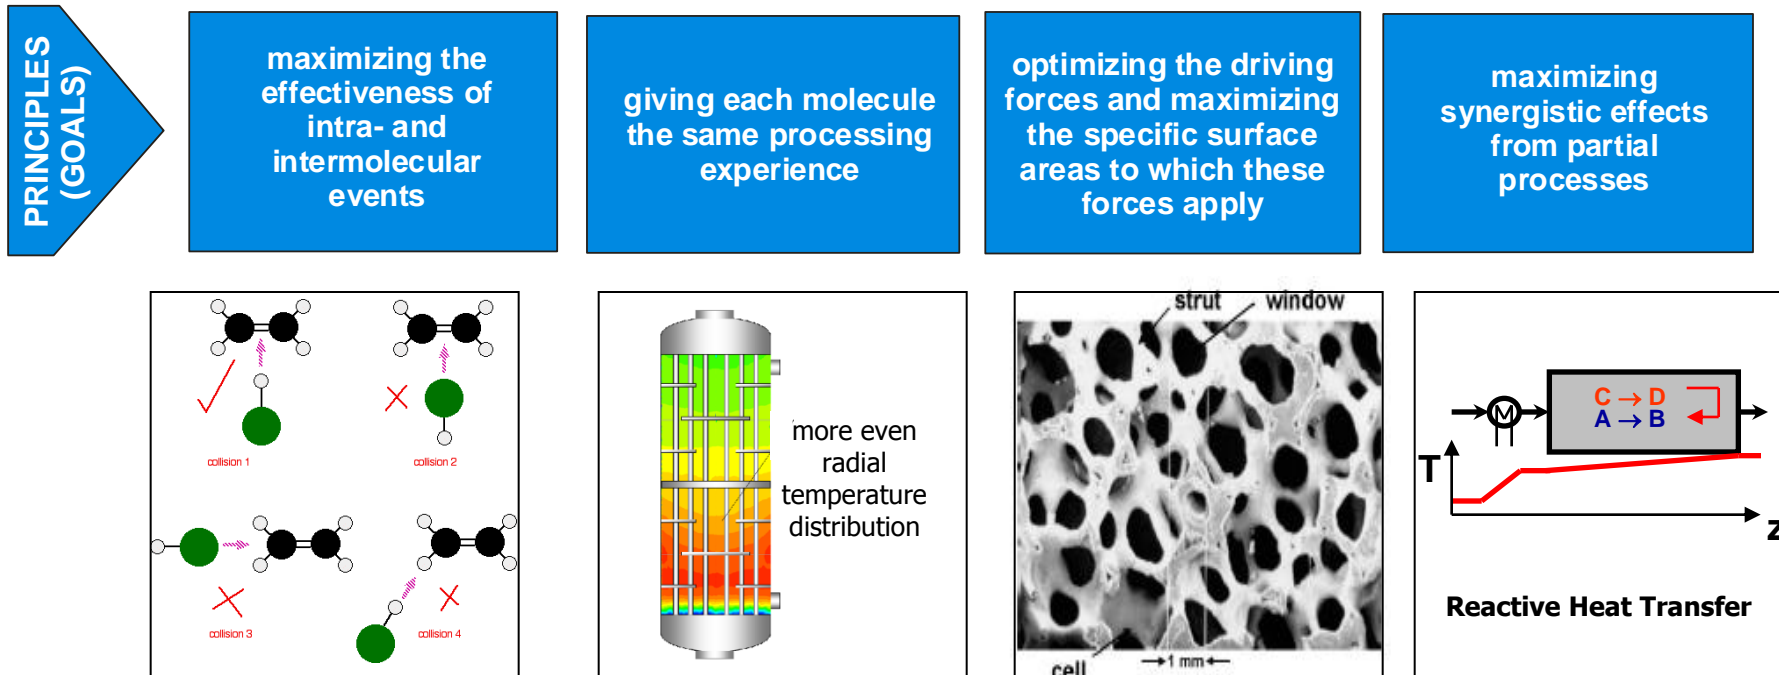 PRINCIPLES
(GOALS)
maximizing the
effectiveness of
intra- and
intermolecular
events
giving each molecule
the same processing
experience
optimizing the driving
forces and maximizing
the specific surface
areas to which these
forces apply
maximizing
synergistic effects
from partial
processes
collision 1
collision 2
collision 3
collision 4
more even
radial
temperature
distribution
strut
window
cell
1 mm
M
C → D
A → B
T
z
Reactive Heat Transfer